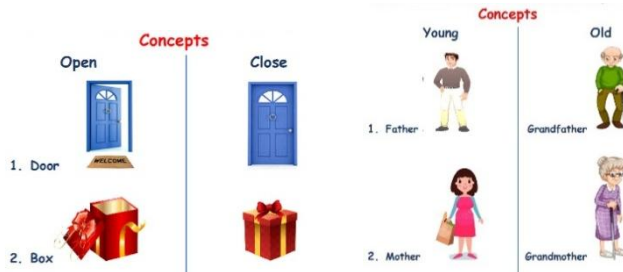 Concepts
Open Close
WELCOME
1. Door
2. Box
Concepts
Young Old
1. Father Grandfather
2. Mother Grandmother